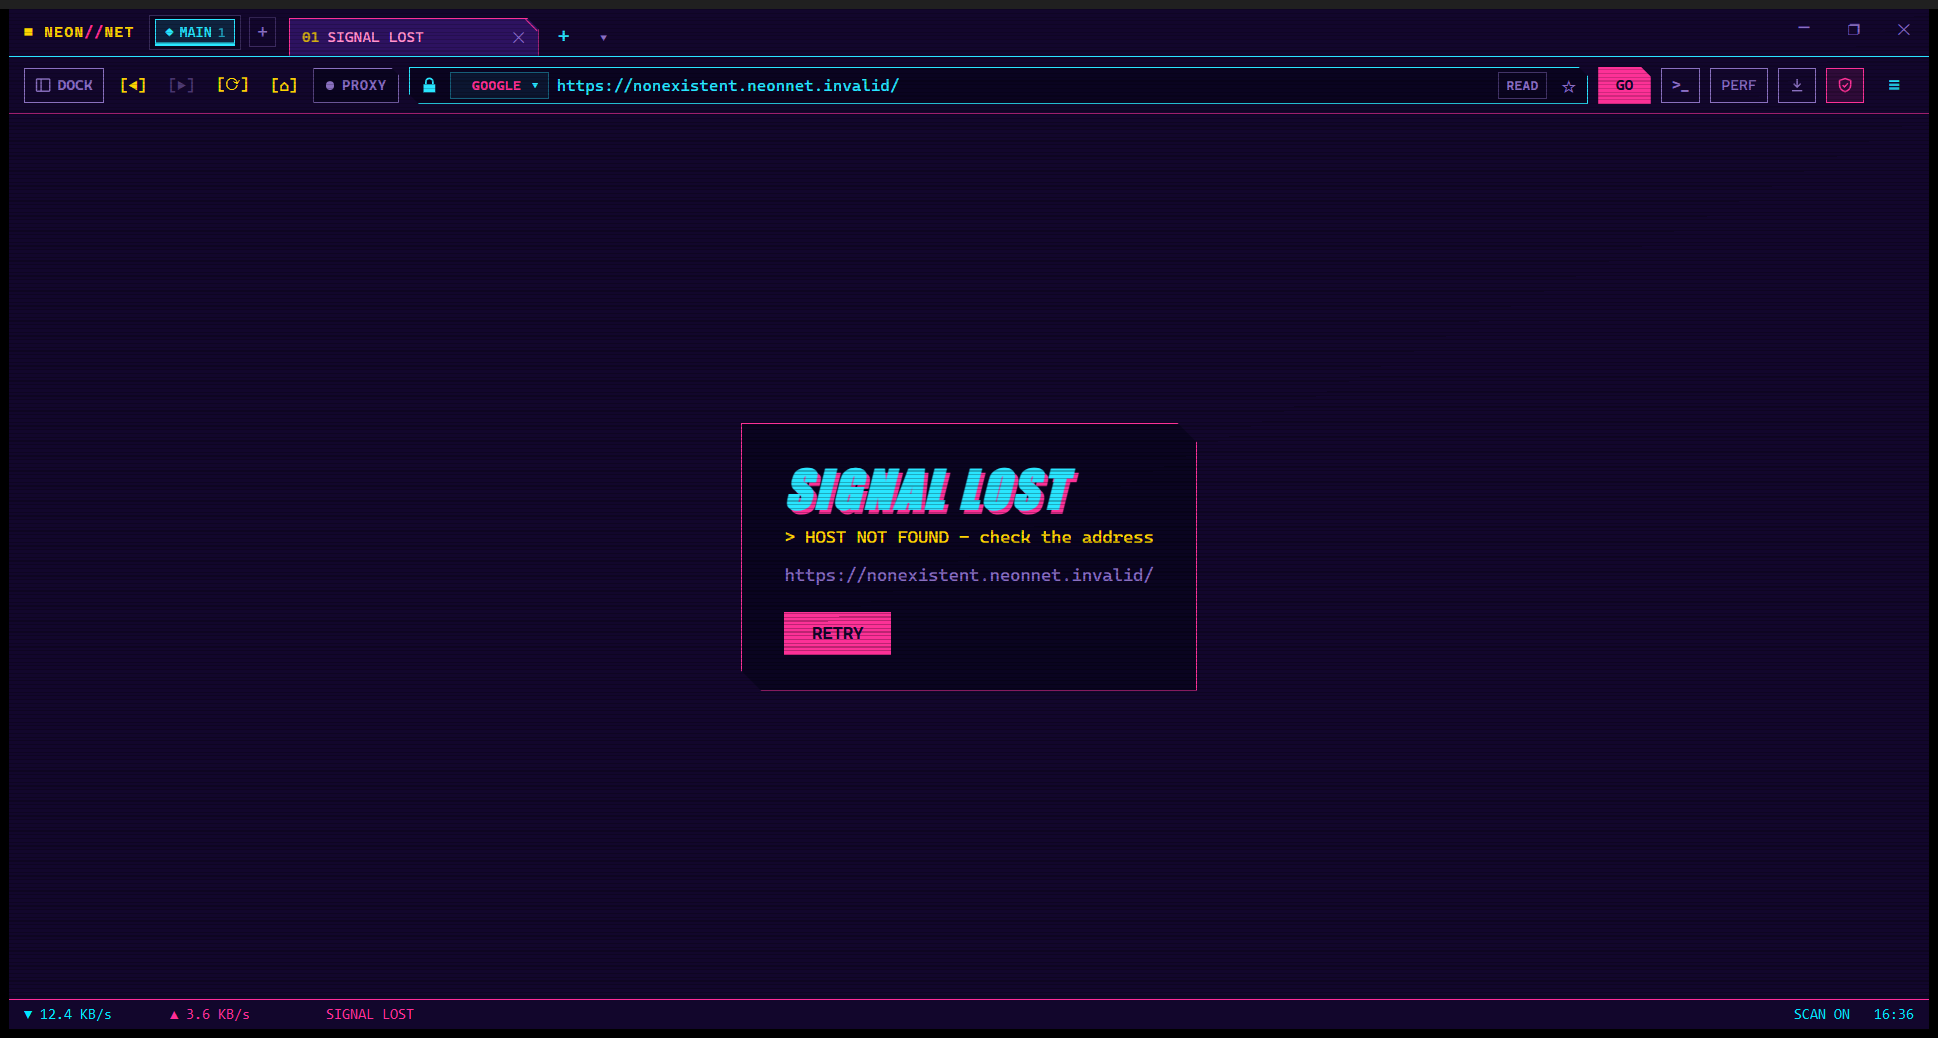 NEON//NET
MAIN 1
+
01 SIGNAL LOST
+
DOCK
PROXY
GOOGLE
https://nonexistent.neonnet.invalid/
READ
GO
>_
PERF
SIGNAL LOST
> HOST NOT FOUND — check the address
https://nonexistent.neonnet.invalid/
RETRY
▼ 12.4 KB/s
▲ 3.6 KB/s
SIGNAL LOST
SCAN ON
16:36